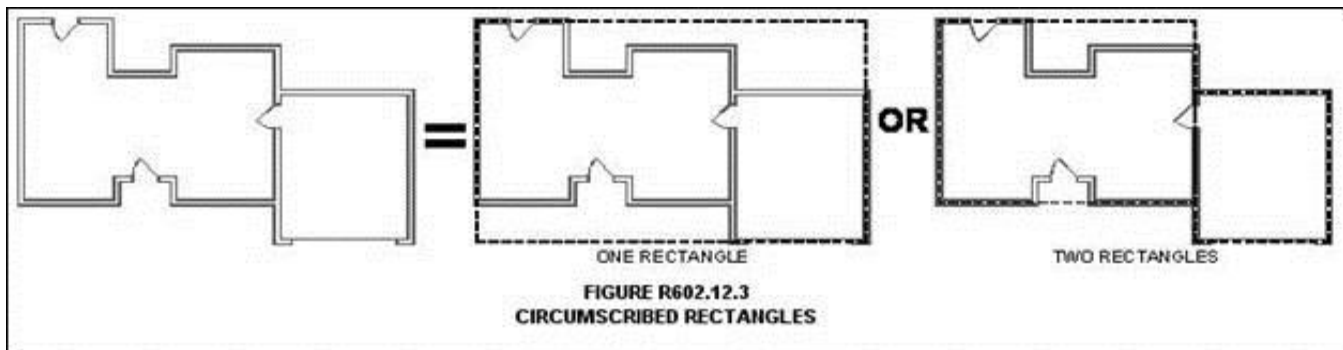 =
OR
ONE RECTANGLE
TWO RECTANGLES
FIGURE R602.12.3
CIRCUMSCRIBED RECTANGLES